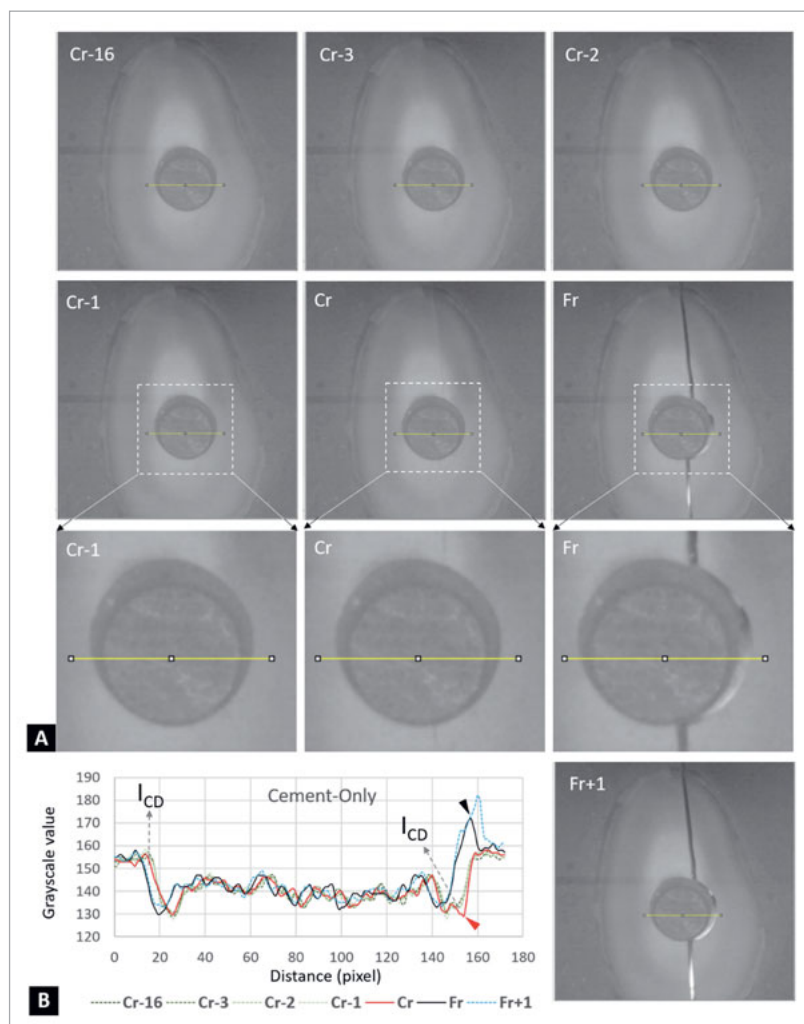 Cr-16 Cr-3 Cr-2
Cr-1 Cr Fr
Cr-1 Cr Fr
A
Fr+1
190
180
170
160
150
140
130
120
Grayscale value
I_CD
Cement-Only
I_CD
0 20 40 60 80 100 120 140 160 180
Distance (pixel)
B
Cr-16 Cr-3 Cr-2 Cr-1 Cr Fr Fr+1